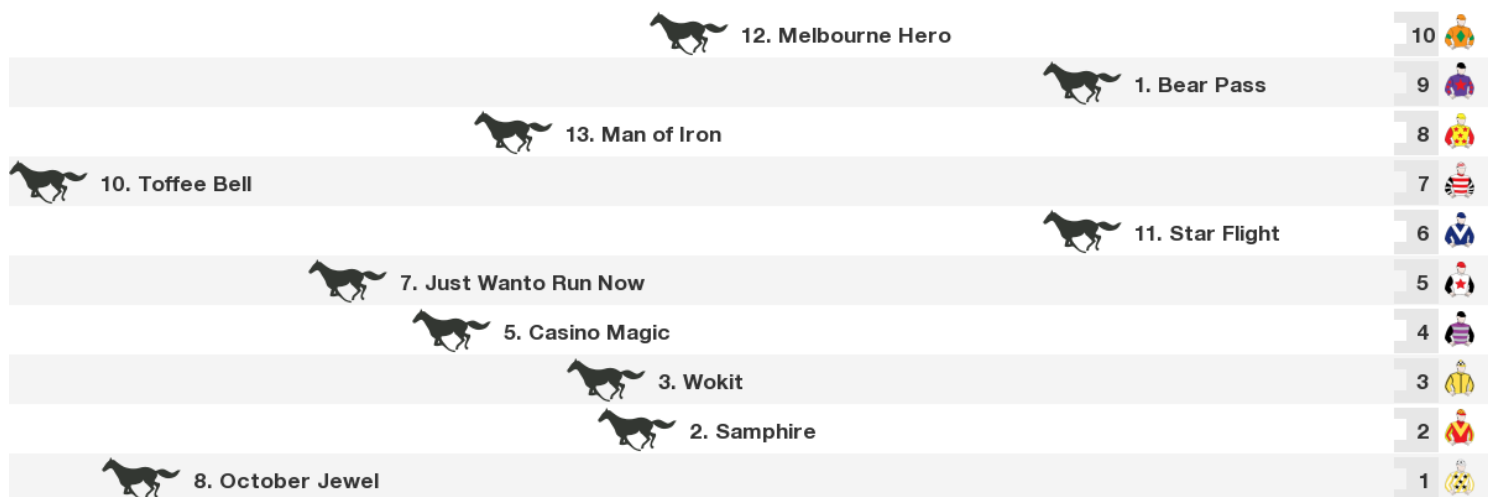 12. Melbourne Hero 10
1. Bear Pass 9
13. Man of Iron 8
10. Toffee Bell 7
11. Star Flight 6
7. Just Wanto Run Now 5
5. Casino Magic 4
3. Wokit 3
2. Samphire 2
8. October Jewel 1